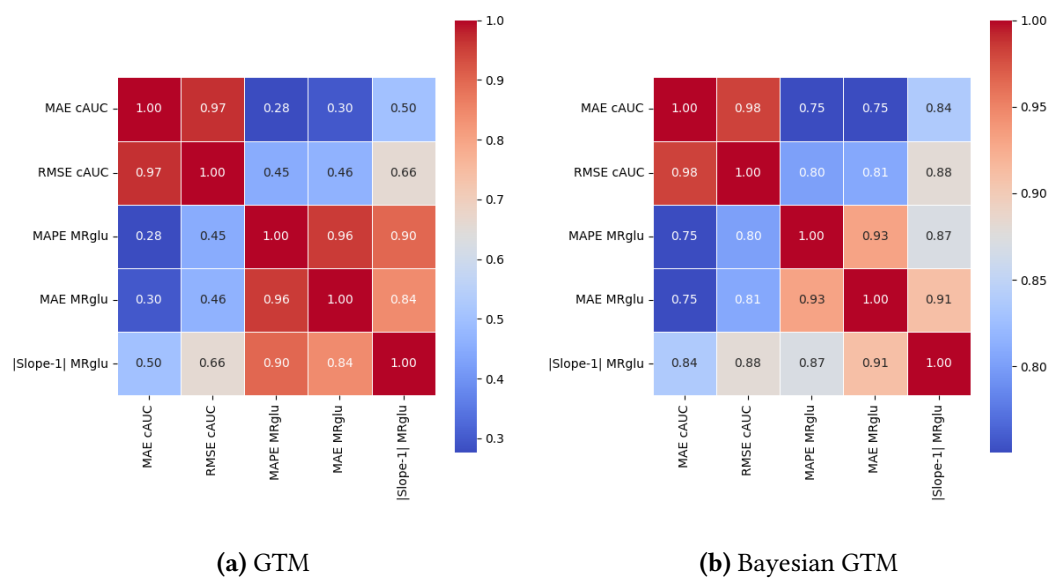 MAE cAUC 1.00 0.97 0.28 0.30 0.50
RMSE cAUC 0.97 1.00 0.45 0.46 0.66
MAPE MRglu 0.28 0.45 1.00 0.96 0.90
MAE MRglu 0.30 0.46 0.96 1.00 0.84
|Slope-1| MRglu 0.50 0.66 0.90 0.84 1.00
MAE cAUC
RMSE cAUC
MAPE MRglu
MAE MRglu
|Slope-1| MRglu
1.0
0.9
0.8
0.7
0.6
0.5
0.4
0.3
(a) GTM
MAE cAUC 1.00 0.98 0.75 0.75 0.84
RMSE cAUC 0.98 1.00 0.80 0.81 0.88
MAPE MRglu 0.75 0.80 1.00 0.93 0.87
MAE MRglu 0.75 0.81 0.93 1.00 0.91
|Slope-1| MRglu 0.84 0.88 0.87 0.91 1.00
MAE cAUC
RMSE cAUC
MAPE MRglu
MAE MRglu
|Slope-1| MRglu
1.00
0.95
0.90
0.85
0.80
(b) Bayesian GTM